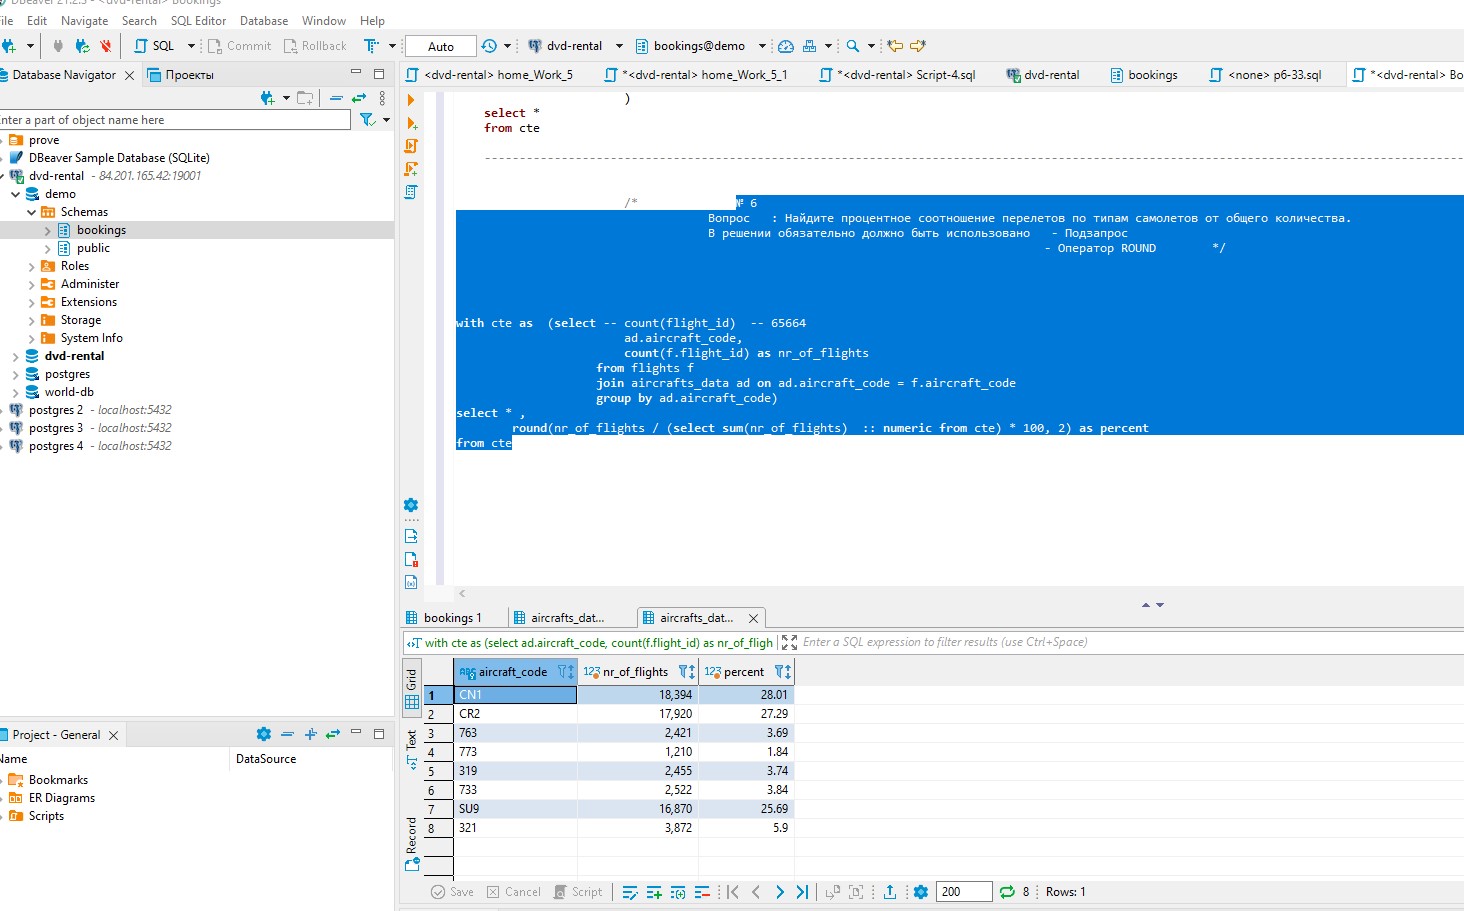 DBeaver 21.2.5 - <dvd-rental> Bookings
File Edit Navigate Search SQL Editor Database Window Help
SQL Commit Rollback Auto dvd-rental bookings@demo
Database Navigator Проекты
<dvd-rental> home_Work_5 *<dvd-rental> home_Work_5_1 *<dvd-rental> Script-4.sql dvd-rental bookings <none> p6-33.sql *<dvd-rental> Bo
Enter a part of object name here
prove
DBeaver Sample Database (SQLite)
dvd-rental - 84.201.165.42:19001
demo
Schemas
bookings
public
Roles
Administer
Extensions
Storage
System Info
dvd-rental
postgres
world-db
postgres 2 - localhost:5432
postgres 3 - localhost:5432
postgres 4 - localhost:5432
Project - General
Name DataSource
Bookmarks
ER Diagrams
Scripts
)
select *
from cte
/* № 6
Вопрос : Найдите процентное соотношение перелетов по типам самолетов от общего количества.
В решении обязательно должно быть использовано - Подзапрос
- Оператор ROUND */
with cte as (select -- count(flight_id) -- 65664
ad.aircraft_code,
count(f.flight_id) as nr_of_flights
from flights f
join aircrafts_data ad on ad.aircraft_code = f.aircraft_code
group by ad.aircraft_code)
select * ,
round(nr_of_flights / (select sum(nr_of_flights) :: numeric from cte) * 100, 2) as percent
from cte
bookings 1 aircrafts_dat... aircrafts_dat...
with cte as (select ad.aircraft_code, count(f.flight_id) as nr_of_fligh Enter a SQL expression to filter results (use Ctrl+Space)
Grid
Text
Record
aircraft_code 123 nr_of_flights 123 percent
1 CN1 18,394 28.01
2 CR2 17,920 27.29
3 763 2,421 3.69
4 773 1,210 1.84
5 319 2,455 3.74
6 733 2,522 3.84
7 SU9 16,870 25.69
8 321 3,872 5.9
Save Cancel Script 200 8 Rows: 1